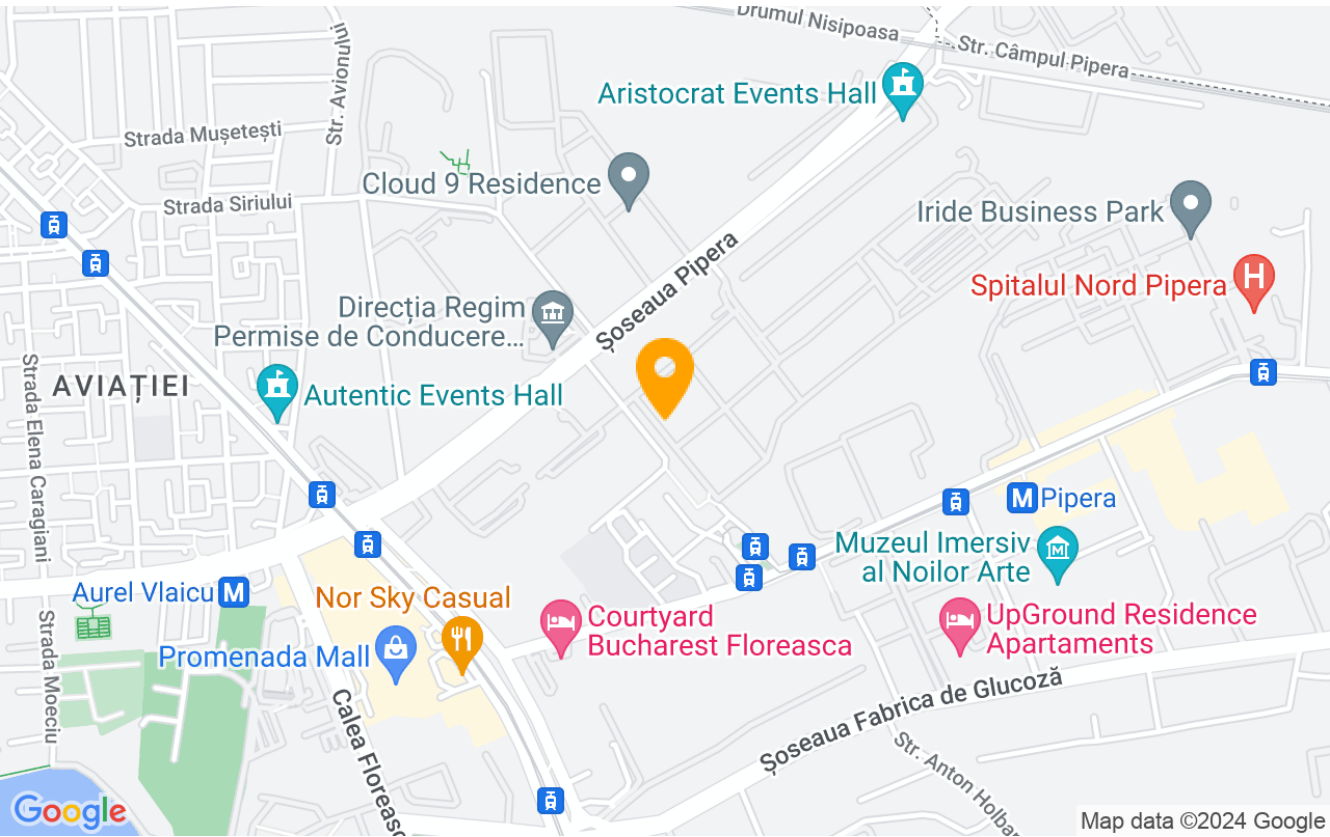 Drumul Nisipoasa
Str. Câmpul Pipera
Str. Avionului
Aristocrat Events Hall
Strada Mușetești
Cloud 9 Residence
Strada Siriului
Iride Business Park
Șoseaua Pipera
Spitalul Nord Pipera
H
Direcția Regim
Permise de Conducere...
AVIAȚIEI
Autentic Events Hall
Strada Elena Caragiani
M Pipera
Muzeul Imersiv
al Noilor Arte
Aurel Vlaicu M
Nor Sky Casual
Courtyard
Bucharest Floreasca
UpGround Residence
Apartaments
Promenada Mall
Strada Moeciu
Calea Floreasc
Șoseaua Fabrica de Glucoză
Str. Anton Holban
Google
Map data ©2024 Google